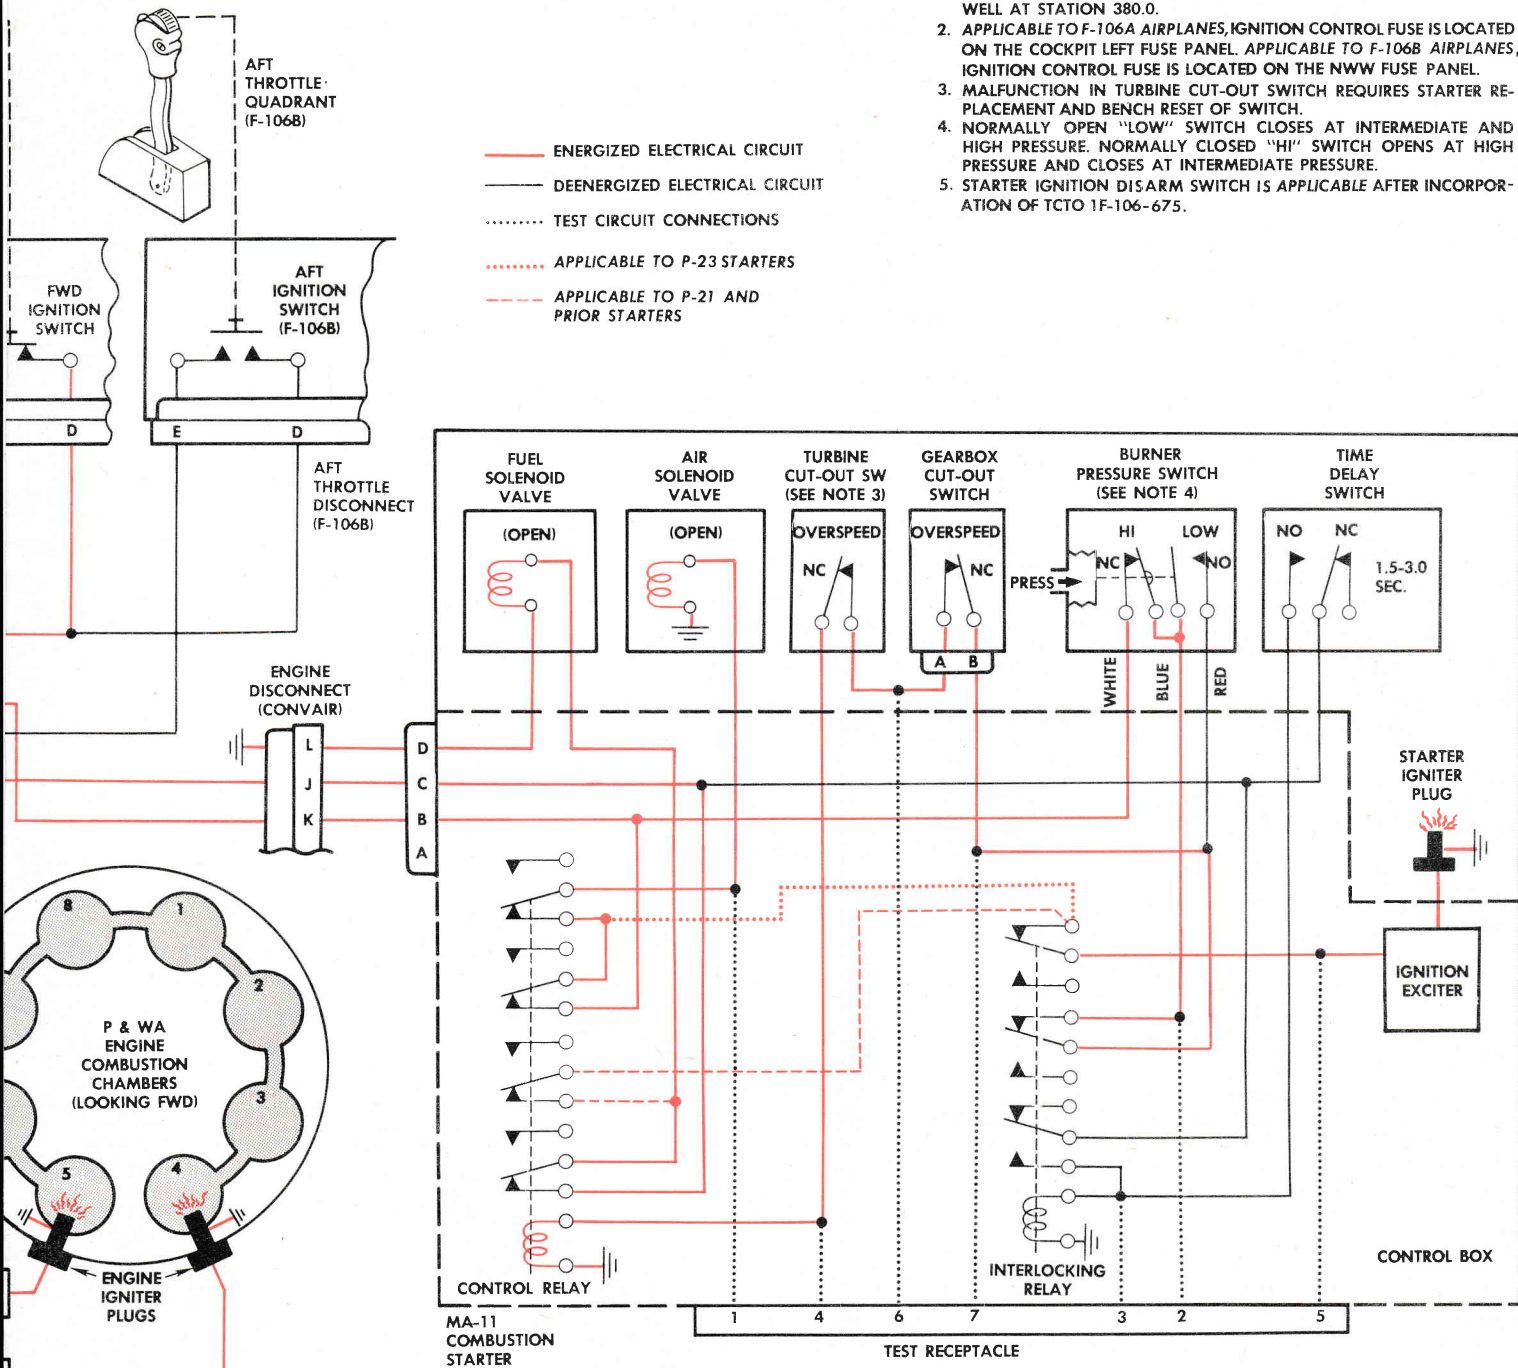 WELL AT STATION 380.0.
2. APPLICABLE TO F-106A AIRPLANES, IGNITION CONTROL FUSE IS LOCATED
ON THE COCKPIT LEFT FUSE PANEL. APPLICABLE TO F-106B AIRPLANES,
IGNITION CONTROL FUSE IS LOCATED ON THE NWW FUSE PANEL.
3. MALFUNCTION IN TURBINE CUT-OUT SWITCH REQUIRES STARTER RE-
PLACEMENT AND BENCH RESET OF SWITCH.
4. NORMALLY OPEN "LOW" SWITCH CLOSES AT INTERMEDIATE AND
HIGH PRESSURE. NORMALLY CLOSED "HI" SWITCH OPENS AT HIGH
PRESSURE AND CLOSES AT INTERMEDIATE PRESSURE.
5. STARTER IGNITION DISARM SWITCH IS APPLICABLE AFTER INCORPOR-
ATION OF TCTO 1F-106-675.
AFT
THROTTLE
QUADRANT
(F-106B)
ENERGIZED ELECTRICAL CIRCUIT
DEENERGIZED ELECTRICAL CIRCUIT
TEST CIRCUIT CONNECTIONS
APPLICABLE TO P-23 STARTERS
APPLICABLE TO P-21 AND
PRIOR STARTERS
FWD
IGNITION
SWITCH
AFT
IGNITION
SWITCH
(F-106B)
D
E
D
AFT
THROTTLE
DISCONNECT
(F-106B)
FUEL
SOLENOID
VALVE
(OPEN)
AIR
SOLENOID
VALVE
(OPEN)
TURBINE
CUT-OUT SW
(SEE NOTE 3)
OVERSPEED
NC
GEARBOX
CUT-OUT
SWITCH
OVERSPEED
NC
A B
BURNER
PRESSURE SWITCH
(SEE NOTE 4)
HI LOW
NC NO
PRESS
WHITE
BLUE
RED
TIME
DELAY
SWITCH
NO NC
1.5-3.0
SEC.
ENGINE
DISCONNECT
(CONVAIR)
L
J
K
D
C
B
A
STARTER
IGNITER
PLUG
IGNITION
EXCITER
8
1
2
3
4
5
P & WA
ENGINE
COMBUSTION
CHAMBERS
(LOOKING FWD)
ENGINE
IGNITER
PLUGS
CONTROL RELAY
INTERLOCKING
RELAY
CONTROL BOX
MA-11
COMBUSTION
STARTER
1 4 6 7 3 2 5
TEST RECEPTACLE